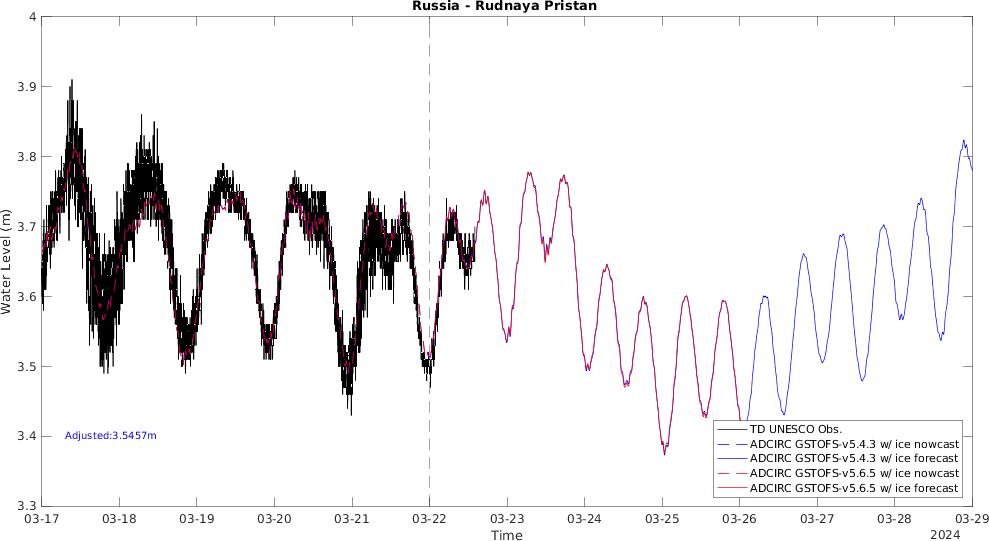 Russia - Rudnaya Pristan
4
3.9
3.8
3.7
3.6
3.5
3.4
3.3
Water Level (m)
Adjusted:3.5457m
TD UNESCO Obs.
ADCIRC GSTOFS-v5.4.3 w/ ice nowcast
ADCIRC GSTOFS-v5.4.3 w/ ice forecast
ADCIRC GSTOFS-v5.6.5 w/ ice nowcast
ADCIRC GSTOFS-v5.6.5 w/ ice forecast
03-17 03-18 03-19 03-20 03-21 03-22 03-23 03-24 03-25 03-26 03-27 03-28 03-29
Time
2024